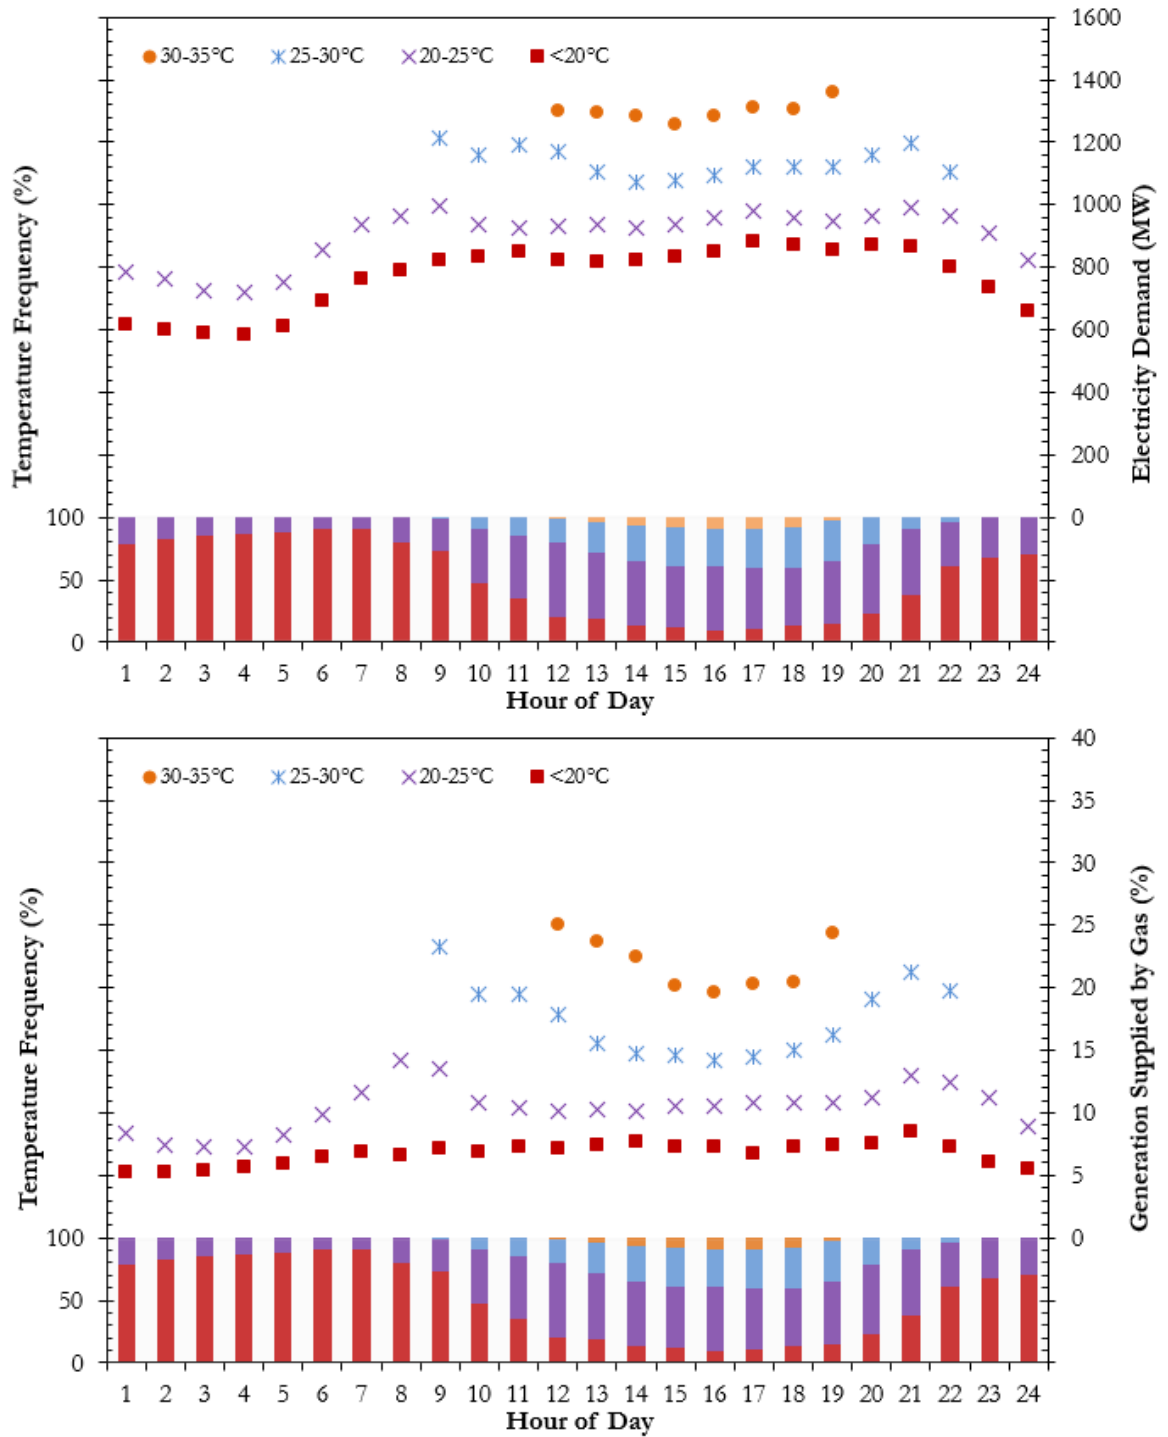 1600
30-35°C 25-30°C 20-25°C <20°C
1400
1200
1000
800
600
400
200
100 0
50
0
Temperature Frequency (%)
Electricity Demand (MW)
1 2 3 4 5 6 7 8 9 10 11 12 13 14 15 16 17 18 19 20 21 22 23 24
Hour of Day
40
30-35°C 25-30°C 20-25°C <20°C
35
30
25
20
15
10
5
100 0
50
0
Temperature Frequency (%)
Generation Supplied by Gas (%)
1 2 3 4 5 6 7 8 9 10 11 12 13 14 15 16 17 18 19 20 21 22 23 24
Hour of Day